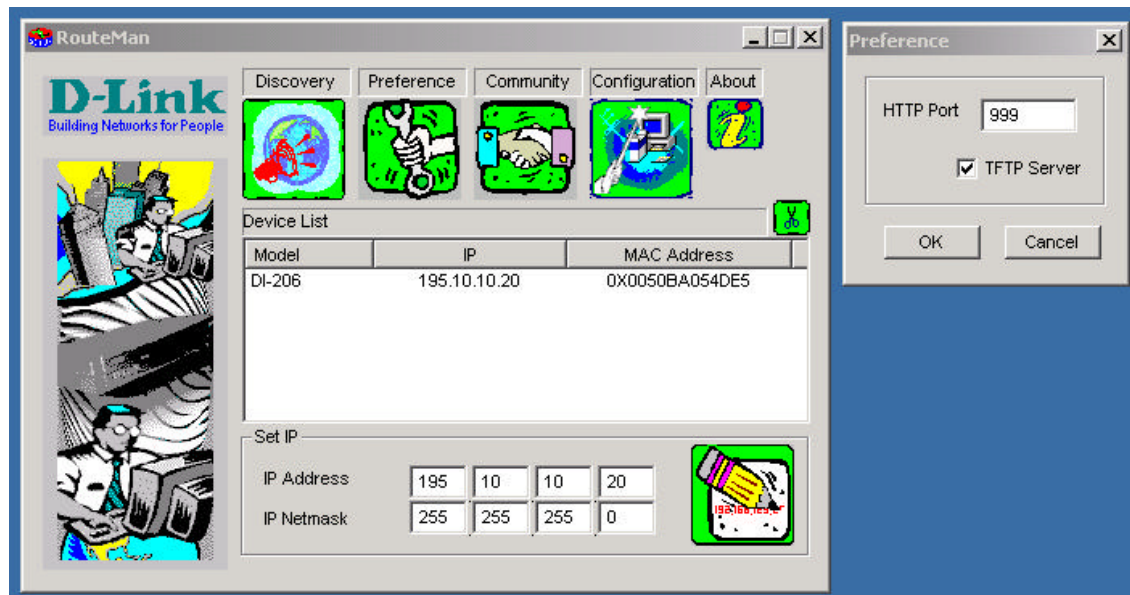 RouteMan
D-Link
Building Networks for People
Discovery Preference Community Configuration About
Device List
Model IP MAC Address
DI-206 195.10.10.20 0X0050BA054DE5
Set IP
IP Address 195 10 10 20
IP Netmask 255 255 255 0
Preference
HTTP Port 999
TFTP Server
OK Cancel